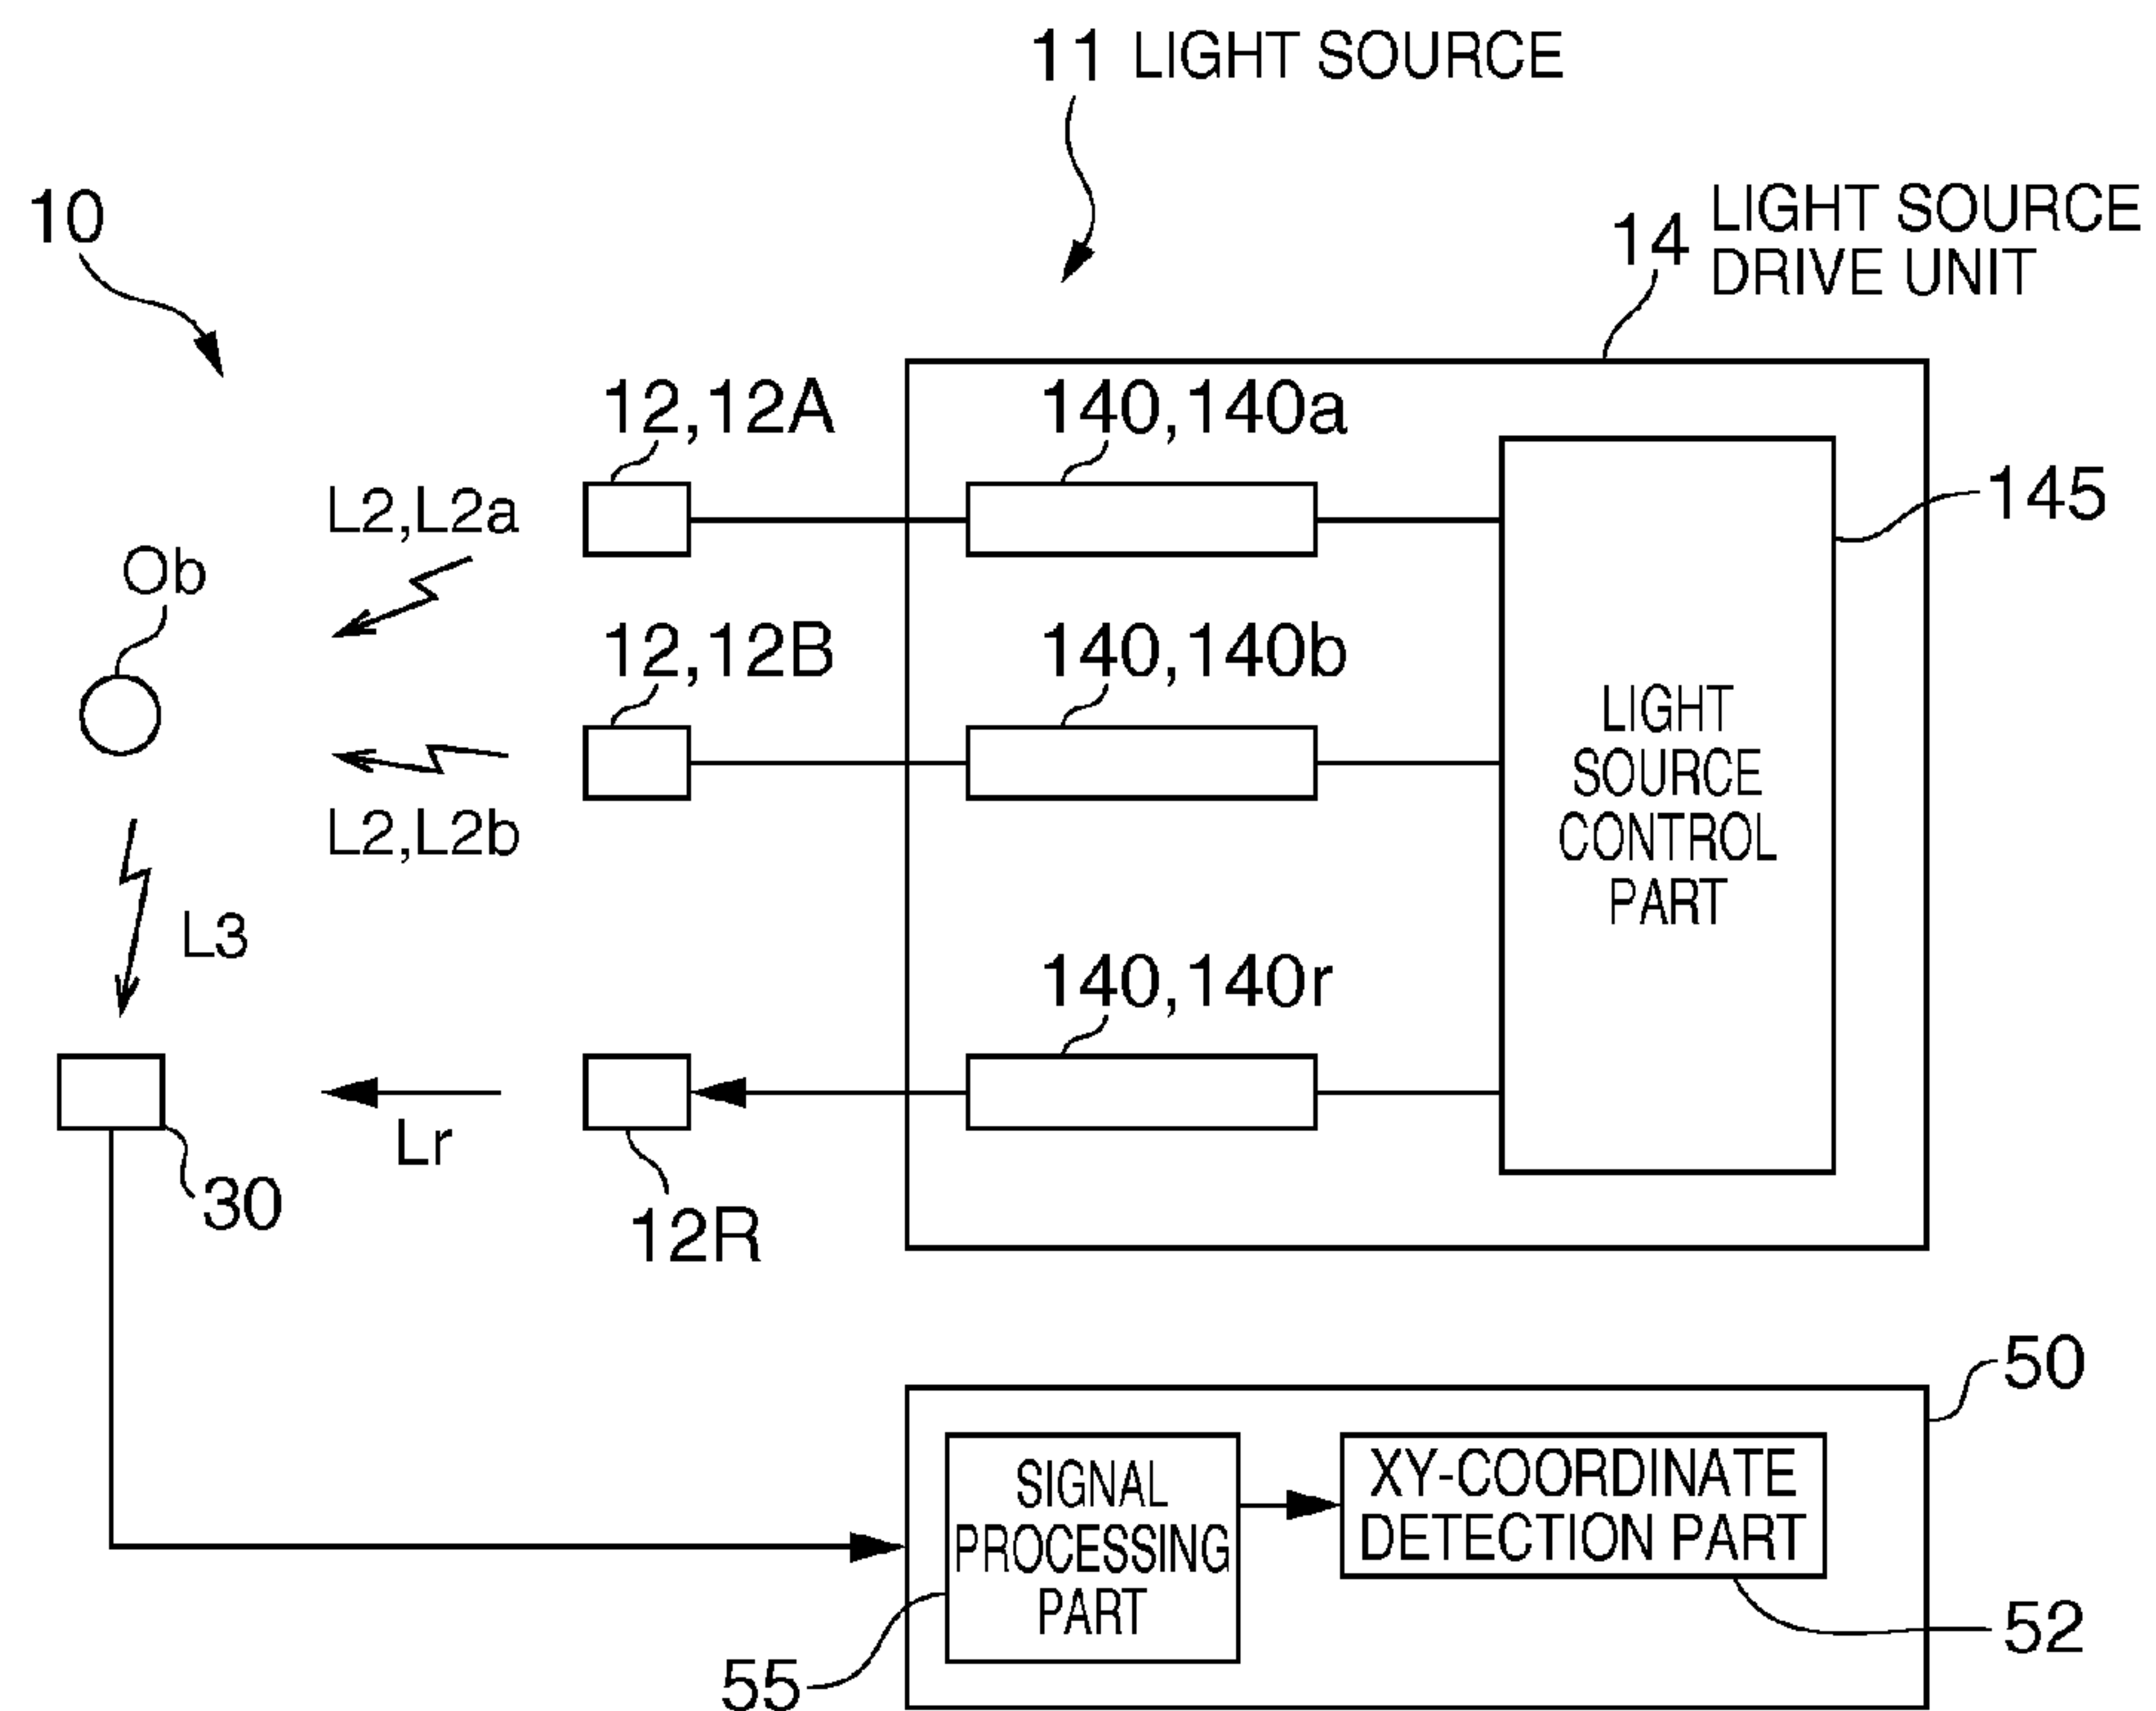 11 LIGHT SOURCE
10
14 LIGHT SOURCE
DRIVE UNIT
12,12A
140,140a
145
L2,L2a
Ob
12,12B
140,140b
LIGHT
SOURCE
CONTROL
PART
L2,L2b
L3
140,140r
Lr
30
12R
50
SIGNAL
PROCESSING
PART
XY-COORDINATE
DETECTION PART
52
55